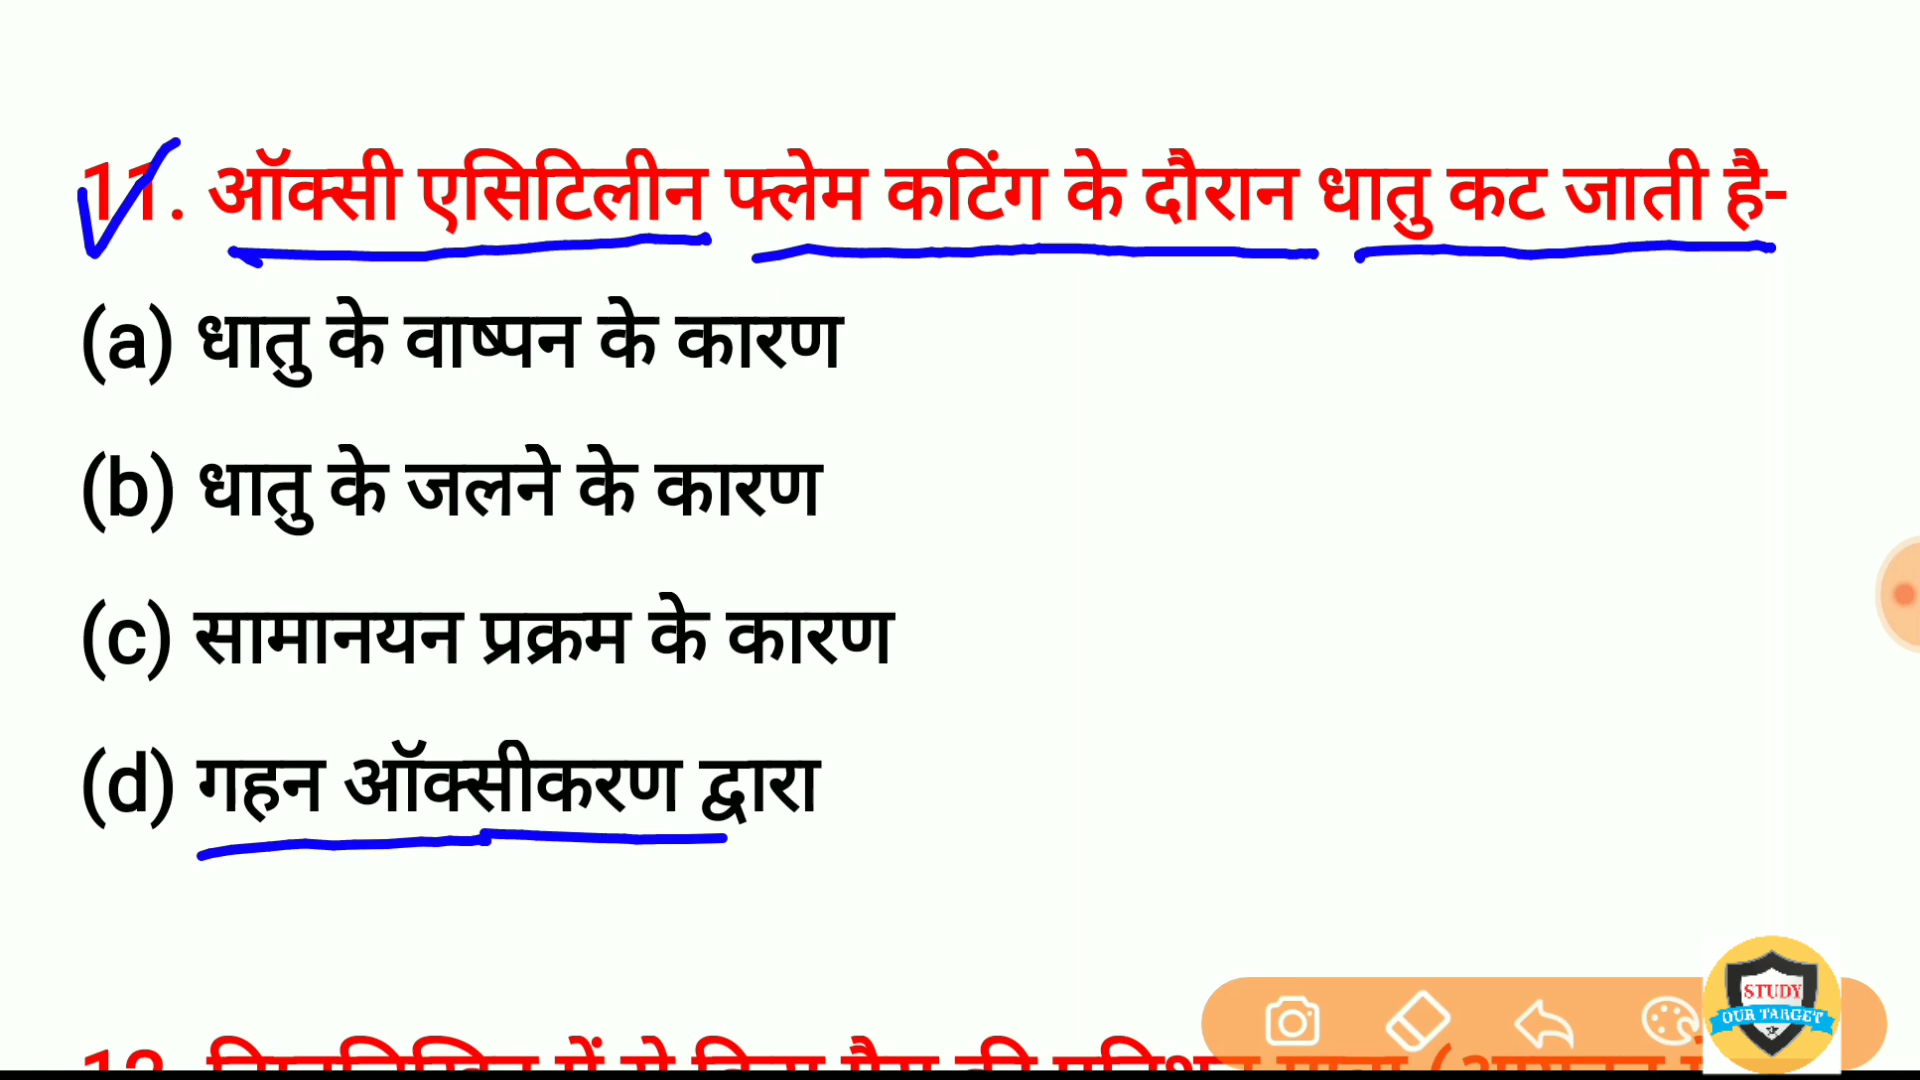 11. ऑक्सी एसिटिलीन फ्लेम कटिंग के दौरान धातु कट जाती है-
(a) धातु के वाष्पन के कारण
(b) धातु के जलने के कारण
(c) सामानयन प्रक्रम के कारण
(d) गहन ऑक्सीकरण द्वारा
STUDY
OUR TARGET